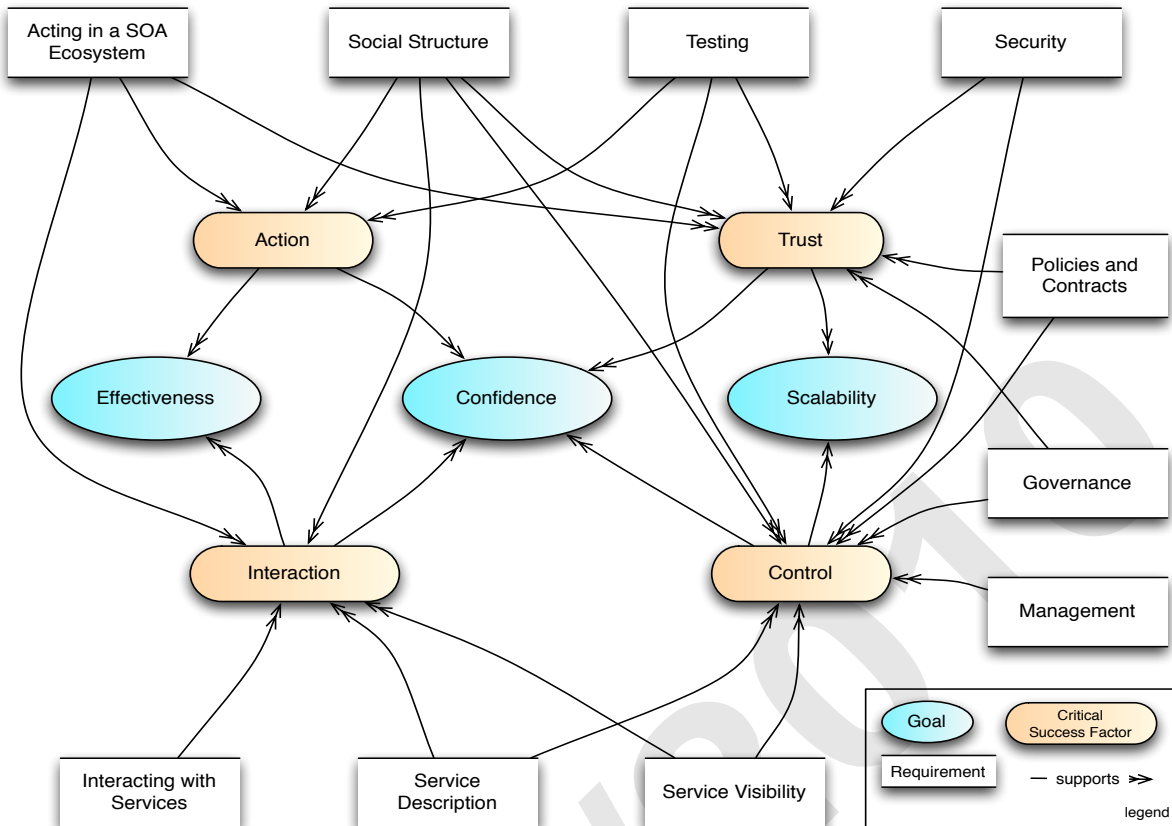 Acting in a SOA
Ecosystem
Social Structure
Testing
Security
Action
Trust
Policies and
Contracts
Effectiveness
Confidence
Scalability
Governance
Interaction
Control
Management
Goal
Critical
Success Factor
Requirement
supports
legend
Interacting with
Services
Service
Description
Service Visibility